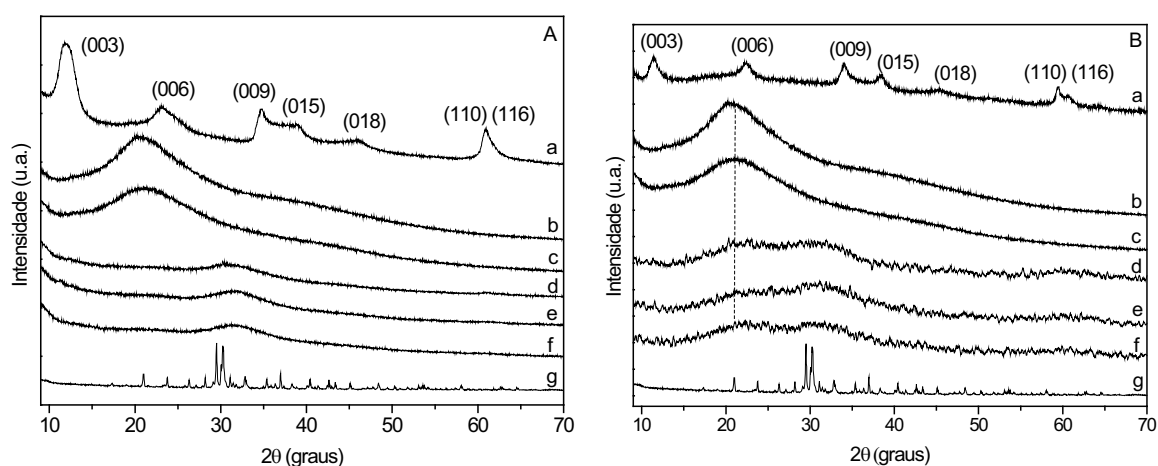 A
(003)
(006)
(009)
(015)
(018)
(110) (116)
a
b
c
d
e
f
g
Intensidade (u.a.)
10 20 30 40 50 60 70
2θ (graus)
B
(003)
(006)
(009)
(015)
(018)
(110) (116)
a
b
c
d
e
f
g
Intensidade (u.a.)
10 20 30 40 50 60 70
2θ (graus)